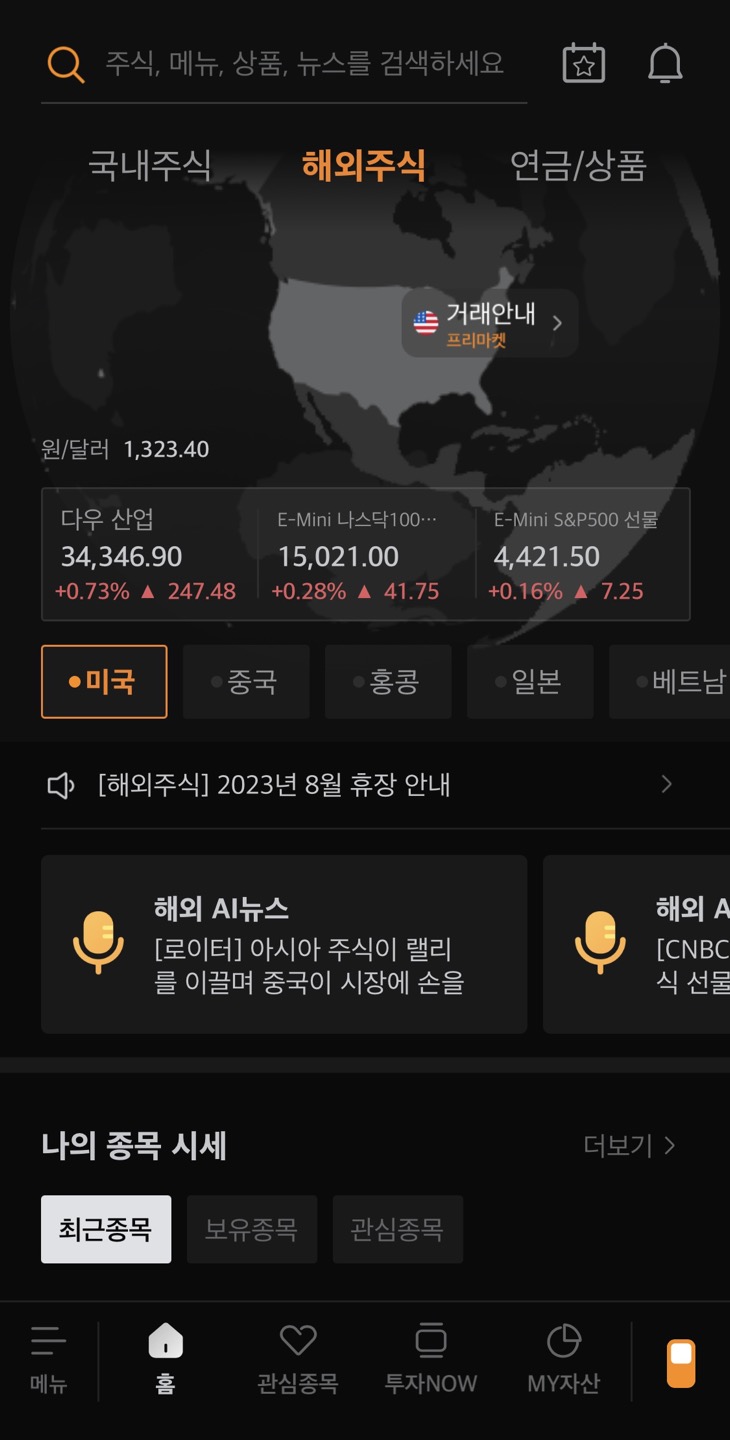 주식, 메뉴, 상품, 뉴스를 검색하세요
국내주식 해외주식 연금/상품
거래안내
프리마켓
원/달러 1,323.40
다우 산업
34,346.90
+0.73% ▲ 247.48
E-Mini 나스닥100…
15,021.00
+0.28% ▲ 41.75
E-Mini S&P500 선물
4,421.50
+0.16% ▲ 7.25
미국 중국 홍콩 일본 베트남
[해외주식] 2023년 8월 휴장 안내
해외 AI뉴스
[로이터] 아시아 주식이 랠리
를 이끌며 중국이 시장에 손을
해외 A
[CNBC
식 선물
나의 종목 시세
더보기
최근종목 보유종목 관심종목
메뉴 홈 관심종목 투자NOW MY자산